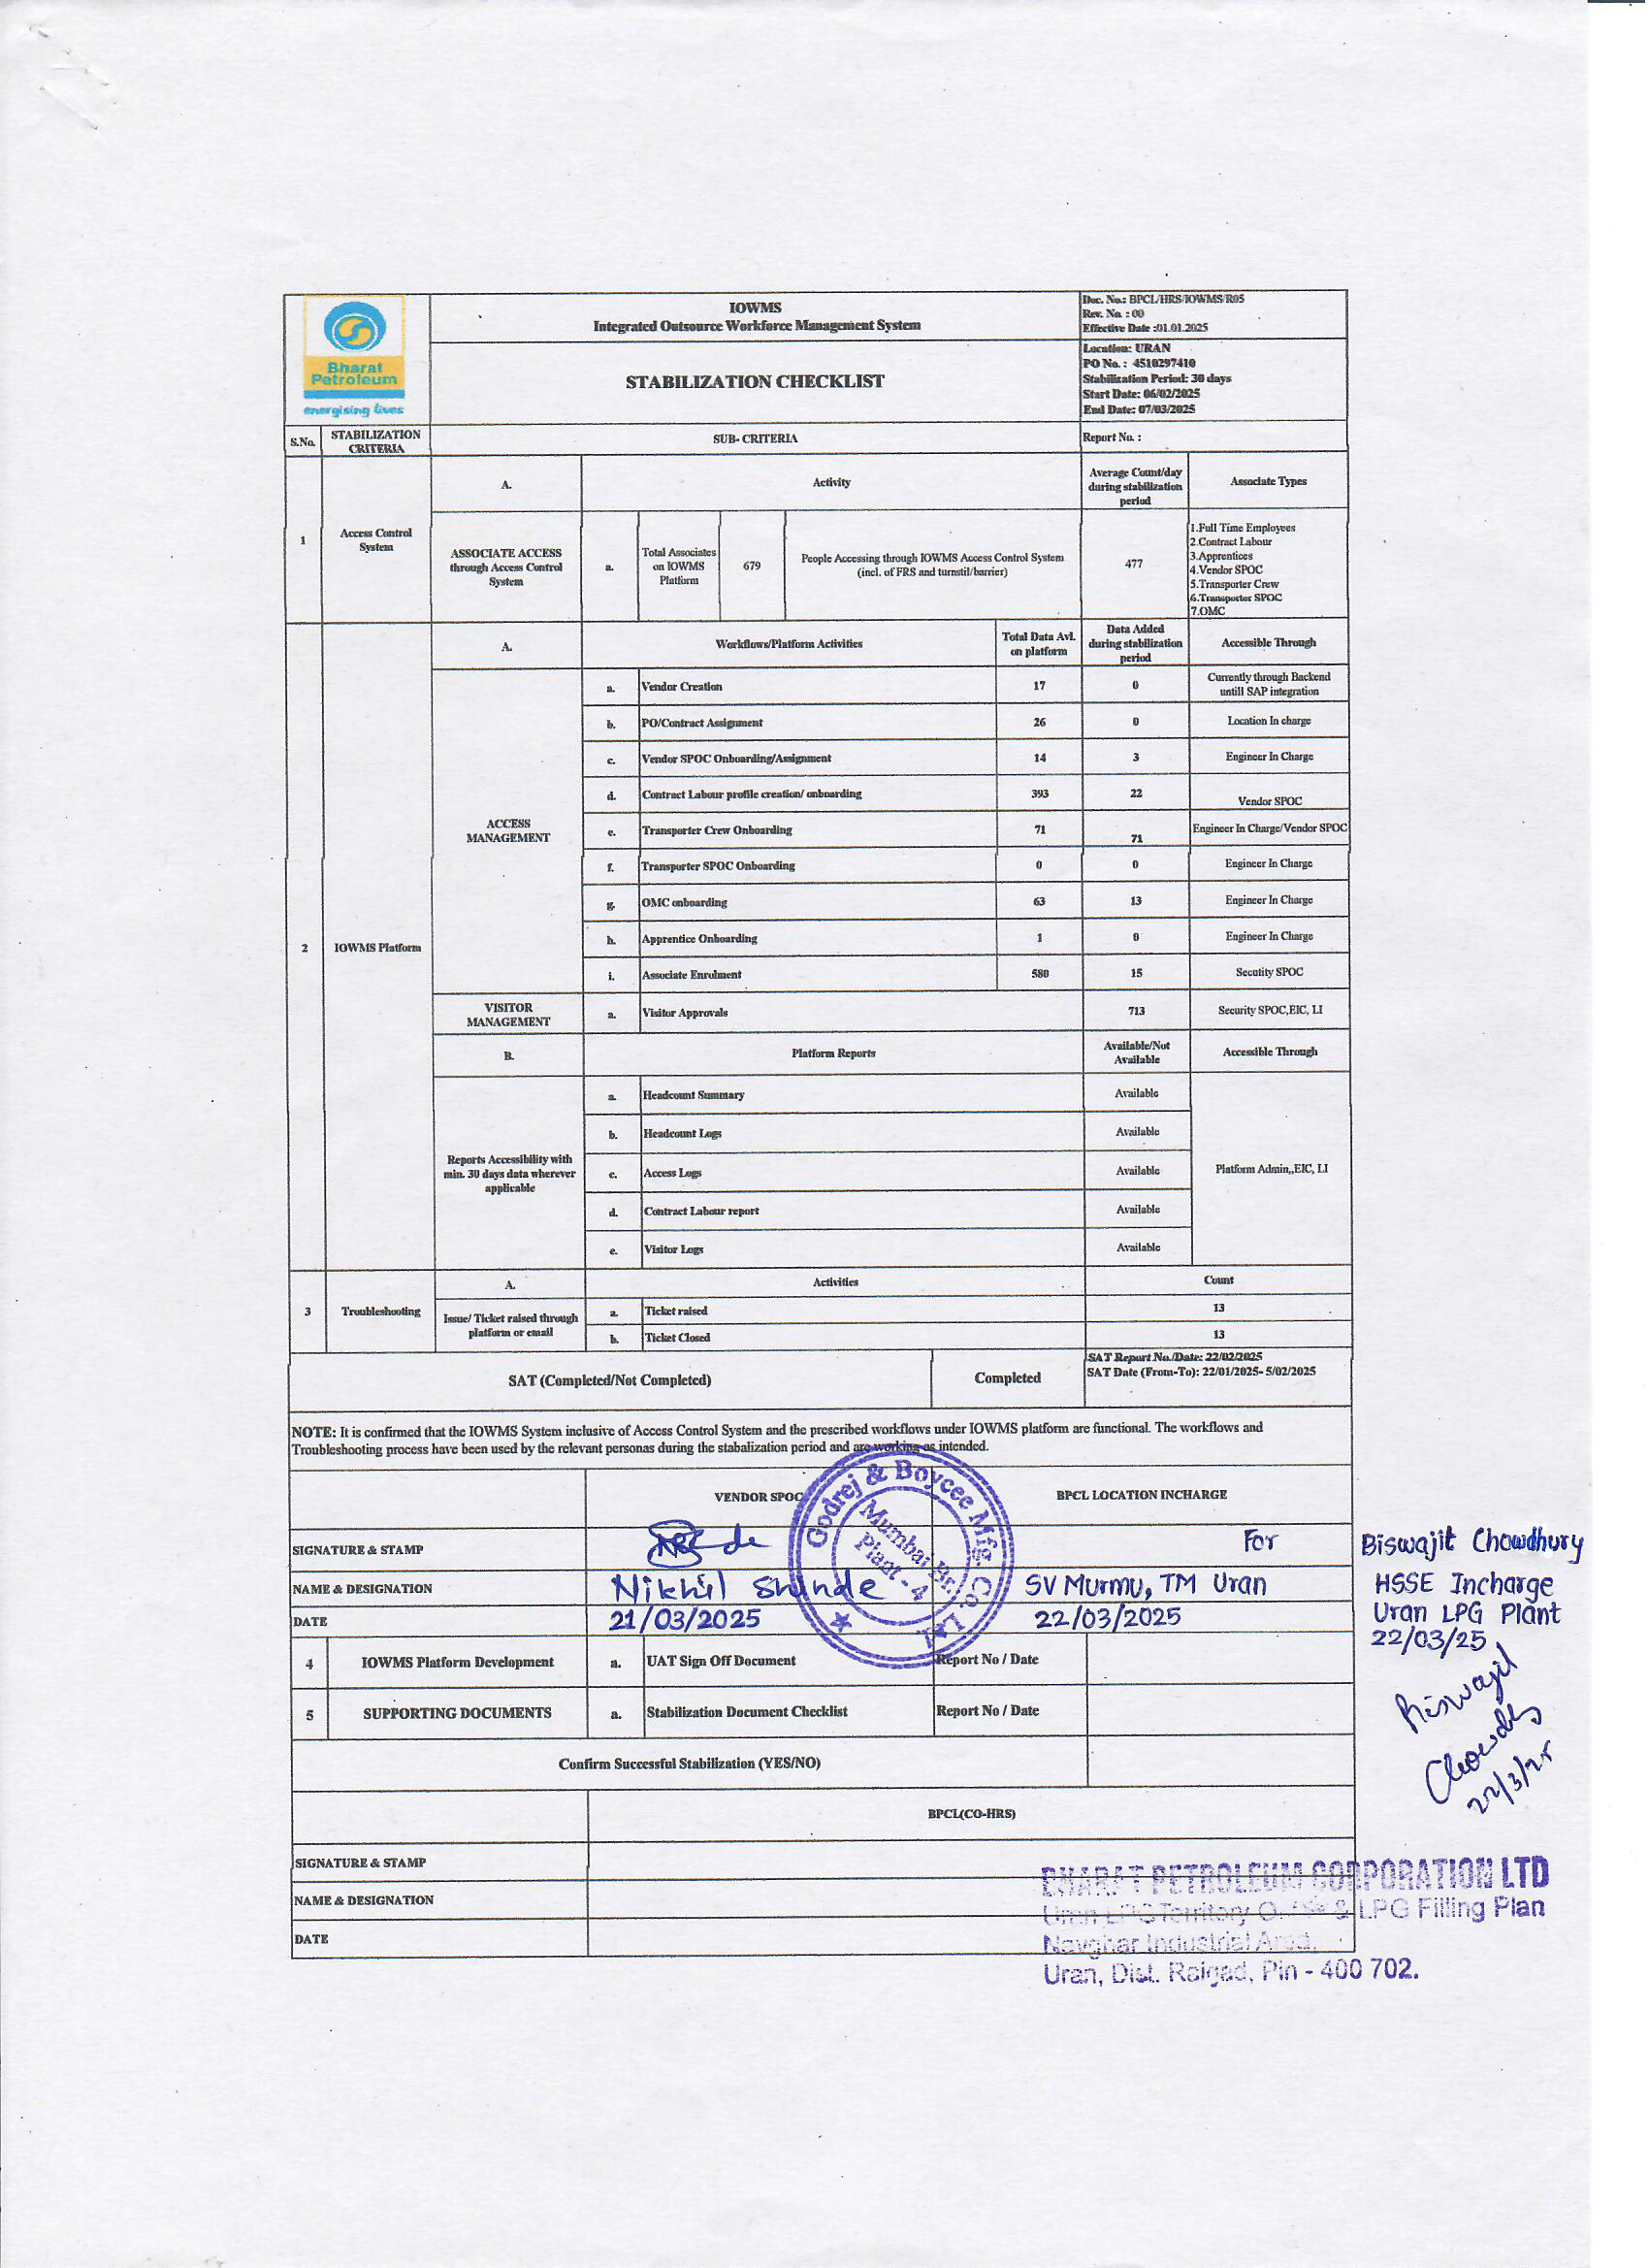 Bharat
Petroleum
energising lives
IOWMS
Integrated Outsource Workforce Management System
STABILIZATION CHECKLIST
Doc. No.: BPCL/HRS/IOWMS/R05
Rev. No. : 00
Effective Date :01.01.2025
Location: URAN
PO No. : 4510297410
Stabilization Period: 30 days
Start Date: 06/02/2025
End Date: 07/03/2025
S.No.
STABILIZATION
CRITERIA
SUB- CRITERIA
Report No. :
1
Access Control
System
A.
Activity
Average Count/day
during stabilization
period
Associate Types
ASSOCIATE ACCESS
through Access Control
System
a.
Total Associates
on IOWMS
Platform
679
People Accessing through IOWMS Access Control System
(incl. of FRS and turnstil/barrier)
477
1.Full Time Employees
2.Contract Labour
3.Apprentices
4.Vendor SPOC
5.Transporter Crew
6.Transporter SPOC
7.OMC
2
IOWMS Platform
A.
Workflows/Platform Activities
Total Data Avl.
on platform
Data Added
during stabilization
period
Accessible Through
ACCESS
MANAGEMENT
a. Vendor Creation 17 0
Currently through Backend
untill SAP integration
b. PO/Contract Assignment 26 0 Location In charge
c. Vendor SPOC Onboarding/Assignment 14 3 Engineer In Charge
d. Contract Labour profile creation/ onboarding 393 22 Vendor SPOC
e. Transporter Crew Onboarding 71 71 Engineer In Charge/Vendor SPOC
f. Transporter SPOC Onboarding 0 0 Engineer In Charge
g. OMC onboarding 63 13 Engineer In Charge
h. Apprentice Onboarding 1 0 Engineer In Charge
i. Associate Enrolment 580 15 Secutity SPOC
VISITOR
MANAGEMENT
a. Visitor Approvals 713 Security SPOC,EIC, LI
B.
Platform Reports
Available/Not
Available
Accessible Through
Reports Accessibility with
min. 30 days data wherever
applicable
a. Headcount Summary Available
b. Headcount Logs Available
c. Access Logs Available
d. Contract Labour report Available
e. Visitor Logs Available
Platform Admin,,EIC, LI
3
Troubleshooting
A.
Activities
Count
Issue/ Ticket raised through
platform or email
a. Ticket raised 13
b. Ticket Closed 13
SAT (Completed/Not Completed)
Completed
SAT Report No./Date: 22/02/2025
SAT Date (From-To): 22/01/2025- 5/02/2025
NOTE: It is confirmed that the IOWMS System inclusive of Access Control System and the prescribed workflows under IOWMS platform are functional. The workflows and
Troubleshooting process have been used by the relevant personas during the stabalization period and are working as intended.
VENDOR SPOC
BPCL LOCATION INCHARGE
Godrej & Boycee Mfg. Co. Ltd
Mumbai Br.
Plant - 4
SIGNATURE & STAMP
For
Biswajit Chowdhury
HSSE Incharge
Uran LPG Plant
22/03/25
NAME & DESIGNATION
Nikhil Shinde
SV Murmu, TM Uran
DATE
21/03/2025
22/03/2025
Biswajit
Chowdhury
22/3/25
4 IOWMS Platform Development a. UAT Sign Off Document Report No / Date
5 SUPPORTING DOCUMENTS a. Stabilization Document Checklist Report No / Date
Confirm Successful Stabilization (YES/NO)
BPCL(CO-HRS)
SIGNATURE & STAMP
NAME & DESIGNATION
DATE
BHARAT PETROLEUM CORPORATION LTD
Uran LPG Territory & LPG Filling Plan
Navghar Industrial Area,
Uran, Dist. Raigad, Pin - 400 702.